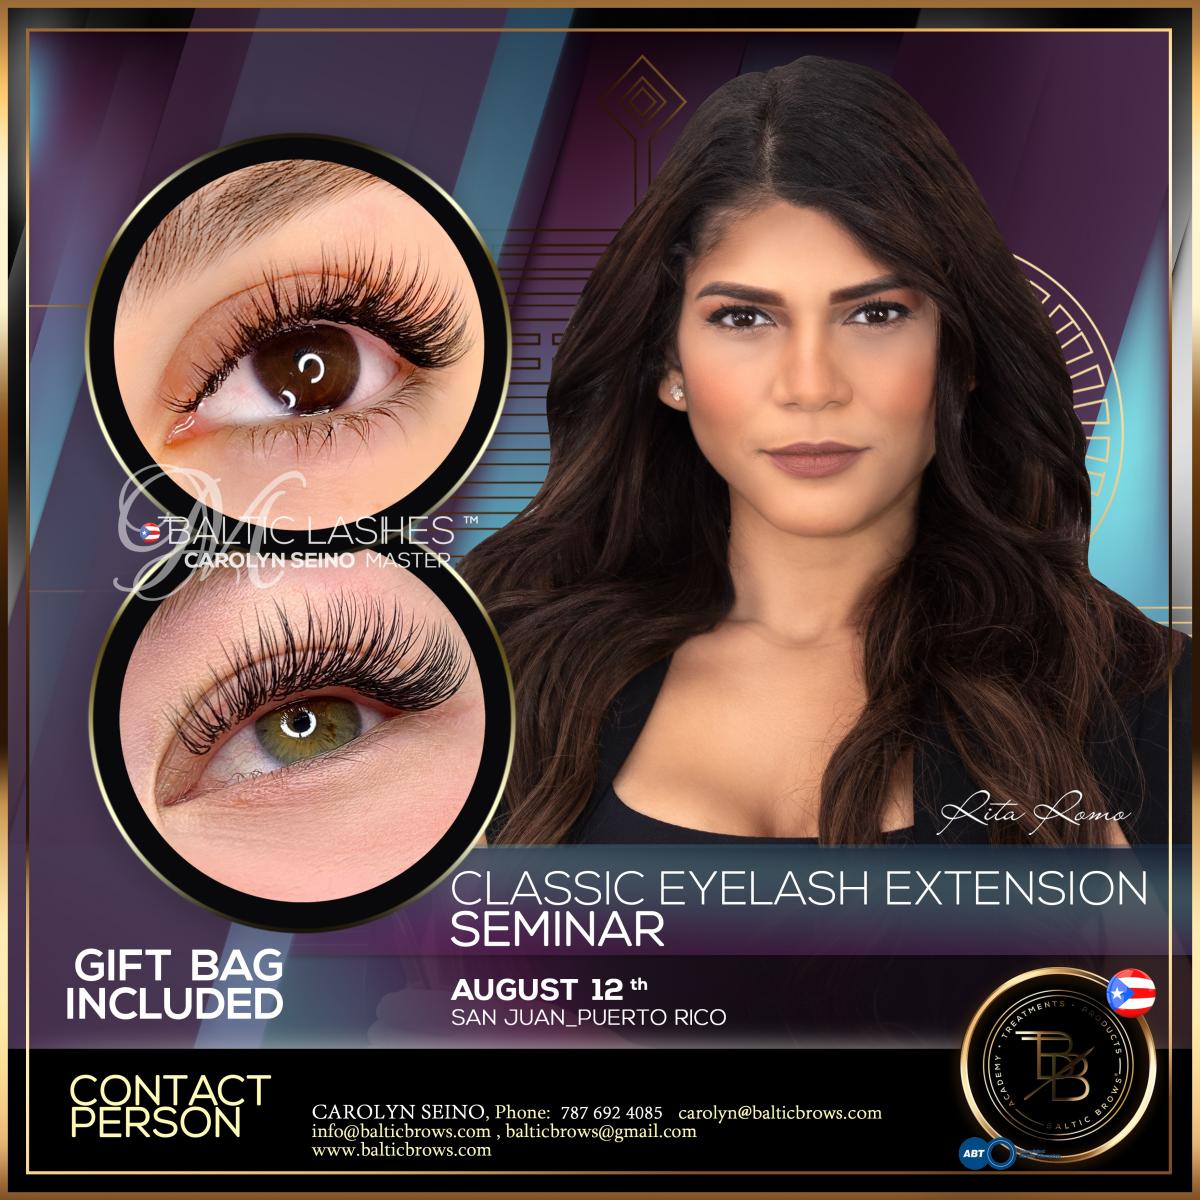 BALTIC LASHES ™
CAROLYN SEINO MASTER
Rita Romo
CLASSIC EYELASH EXTENSION
SEMINAR
GIFT BAG
INCLUDED
AUGUST 12 th
SAN JUAN_PUERTO RICO
CONTACT
PERSON
CAROLYN SEINO, Phone: 787 692 4085 carolyn@balticbrows.com
info@balticbrows.com , balticbrows@gmail.com
www.balticbrows.com
ACADEMY · TREATMENTS · PRODUCTS
BALTIC BROWS
ABT